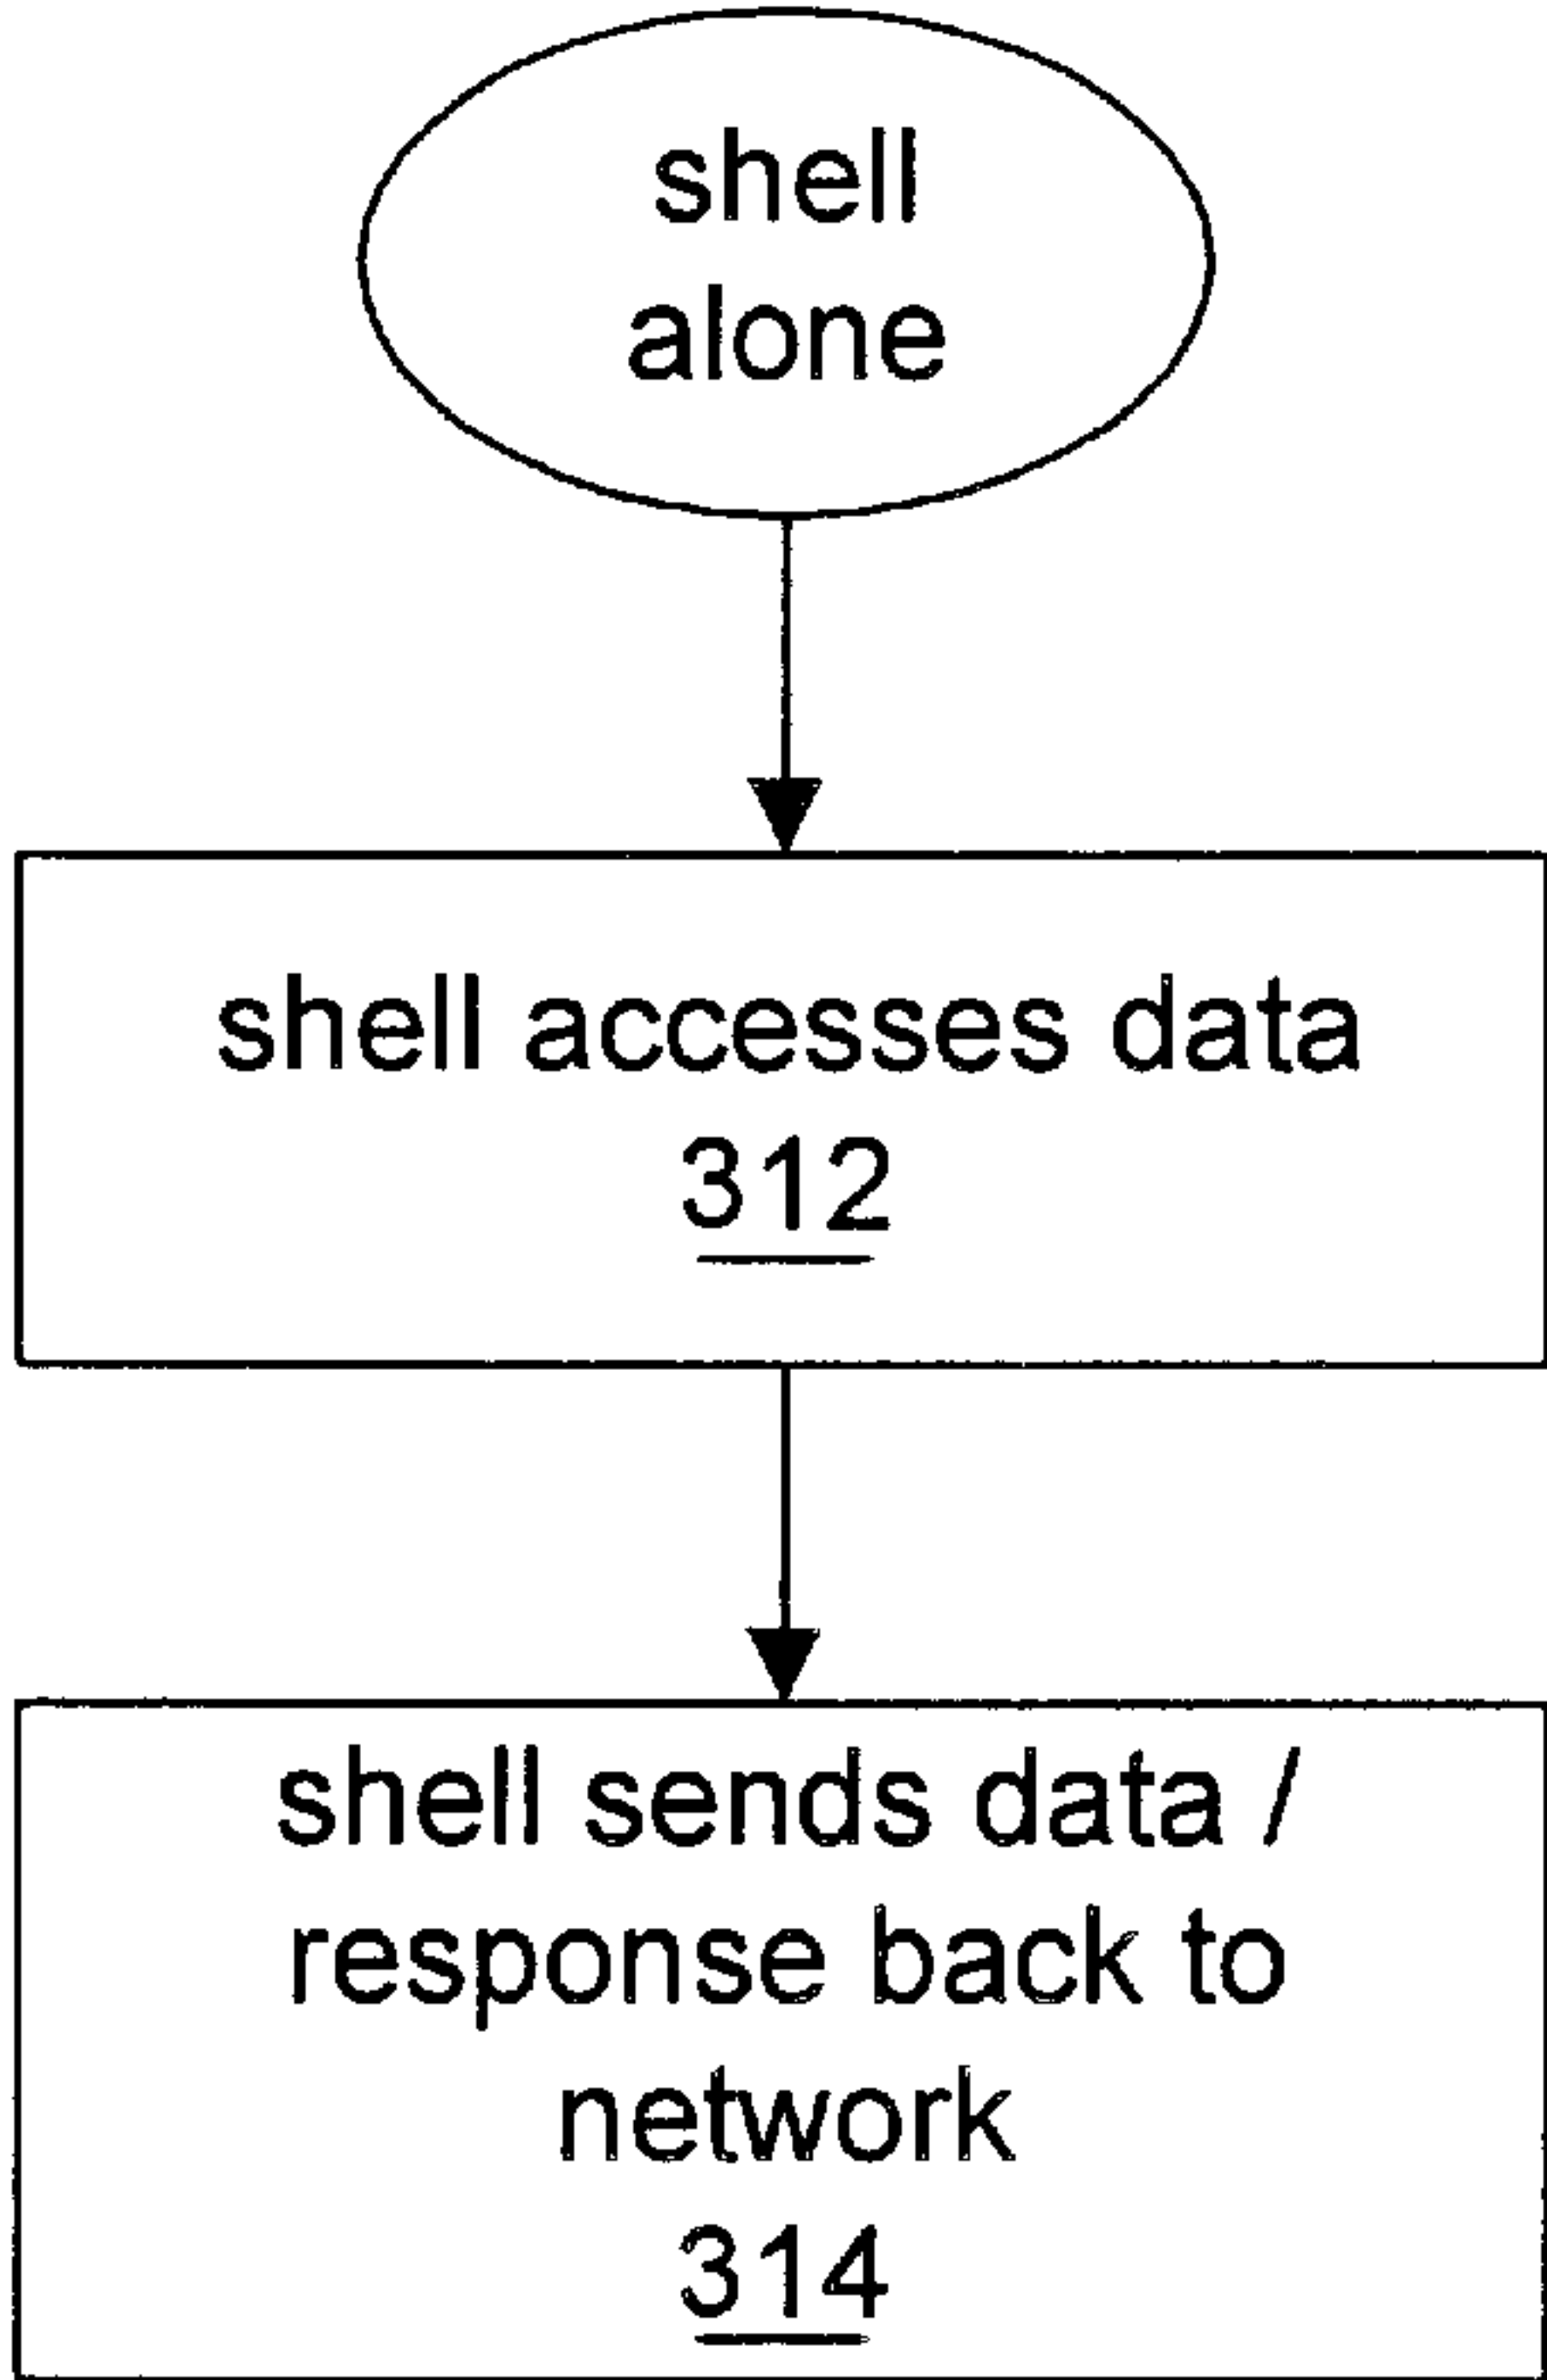 shell
alone
shell accesses data
312
shell sends data /
response back to
network
314